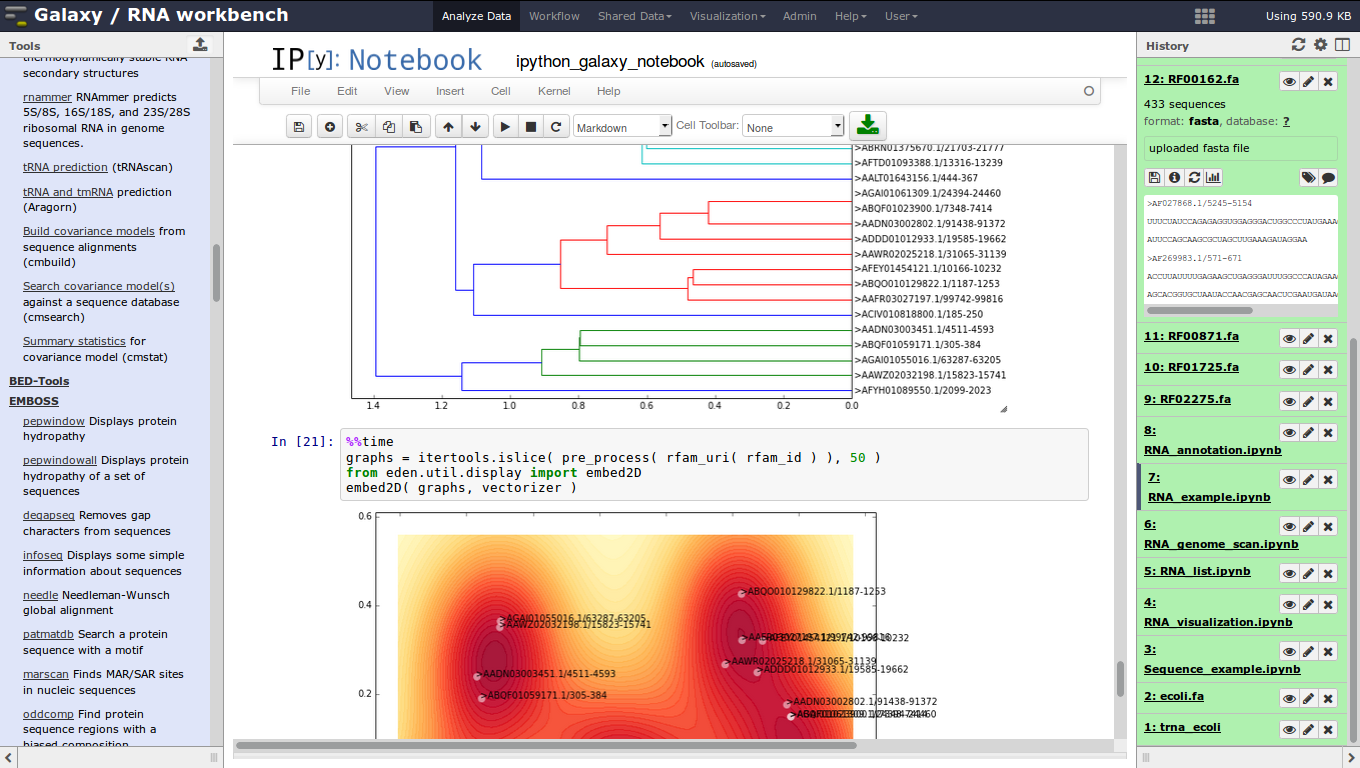 Galaxy / RNA workbench
Analyze Data
Workflow
Shared Data
Visualization
Admin
Help
User
Using 590.9 KB
Tools
thermodynamically stable RNA
secondary structures
rnammer RNAmmer predicts
5S/8S, 16S/18S, and 23S/28S
ribosomal RNA in genome
sequences.
tRNA prediction (tRNAscan)
tRNA and tmRNA prediction
(Aragorn)
Build covariance models from
sequence alignments
(cmbuild)
Search covariance model(s)
against a sequence database
(cmsearch)
Summary statistics for
covariance model (cmstat)
BED-Tools
EMBOSS
pepwindow Displays protein
hydropathy
pepwindowall Displays protein
hydropathy of a set of
sequences
degapseq Removes gap
characters from sequences
infoseq Displays some simple
information about sequences
needle Needleman-Wunsch
global alignment
patmatdb Search a protein
sequence with a motif
marscan Finds MAR/SAR sites
in nucleic sequences
oddcomp Find protein
sequence regions with a
biased composition
IP[y]: Notebook
ipython_galaxy_notebook (autosaved)
File
Edit
View
Insert
Cell
Kernel
Help
Markdown
Cell Toolbar:
None
>ABRN01375670.1/21703-21777
>AFTD01093388.1/13316-13239
>AALT01643156.1/444-367
>AGAI01061309.1/24394-24460
>ABQF01023900.1/7348-7414
>AADN03002802.1/91438-91372
>ADDD01012933.1/19585-19662
>AAWR02025218.1/31065-31139
>AFEY01454121.1/10166-10232
>ABQO010129822.1/1187-1253
>AAFR03027197.1/99742-99816
>ACIV010818800.1/185-250
>AADN03003451.1/4511-4593
>ABQF01059171.1/305-384
>AGAI01055016.1/63287-63205
>AAWZ02032198.1/15823-15741
>AFYH01089550.1/2099-2023
1.4
1.2
1.0
0.8
0.6
0.4
0.2
0.0
In [21]:
%%time
graphs = itertools.islice( pre_process( rfam_uri( rfam_id ) ), 50 )
from eden.util.display import embed2D
embed2D( graphs, vectorizer )
0.6
0.4
0.2
>ABQO010129822.1/1187-1253
>AGAI01055016.1/63287-63205
>AAWZ02032198.1/15823-15741
>AAWR02025218.1/31065-31139
>ADDD01012933.1/19585-19662
>AADN03003451.1/4511-4593
>ABQF01059171.1/305-384
>AADN03002802.1/91438-91372
History
12: RF00162.fa
433 sequences
format: fasta, database: ?
uploaded fasta file
>AF027868.1/5245-5154
UUUCUAUCCAGAGAGGUGGAGGGACUGGCCCUAUGAAA
AUUCCAGCAAGCGCUAGCUUGAAAGAUAGGAA
>AF269983.1/571-671
ACCUUAUUUUGAGAAGCUGAGGGAUUUGGCCCAUAGAA
AGCACGGUGCUAAUACCAACGAGCAACUCGAAUGAUAA
11: RF00871.fa
10: RF01725.fa
9: RF02275.fa
8:
RNA_annotation.ipynb
7:
RNA_example.ipynb
6:
RNA_genome_scan.ipynb
5: RNA_list.ipynb
4:
RNA_visualization.ipynb
3:
Sequence_example.ipynb
2: ecoli.fa
1: trna_ecoli